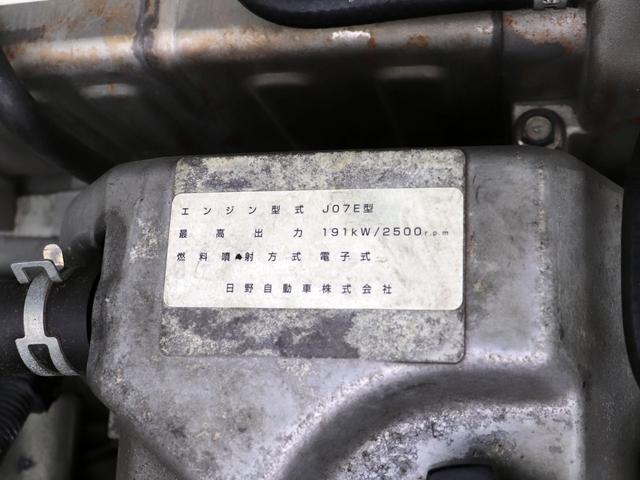 エンジン型式 J07E型
最高出力 191kW/2500r.p.m
燃料噴射方式 電子式
日野自動車株式会社